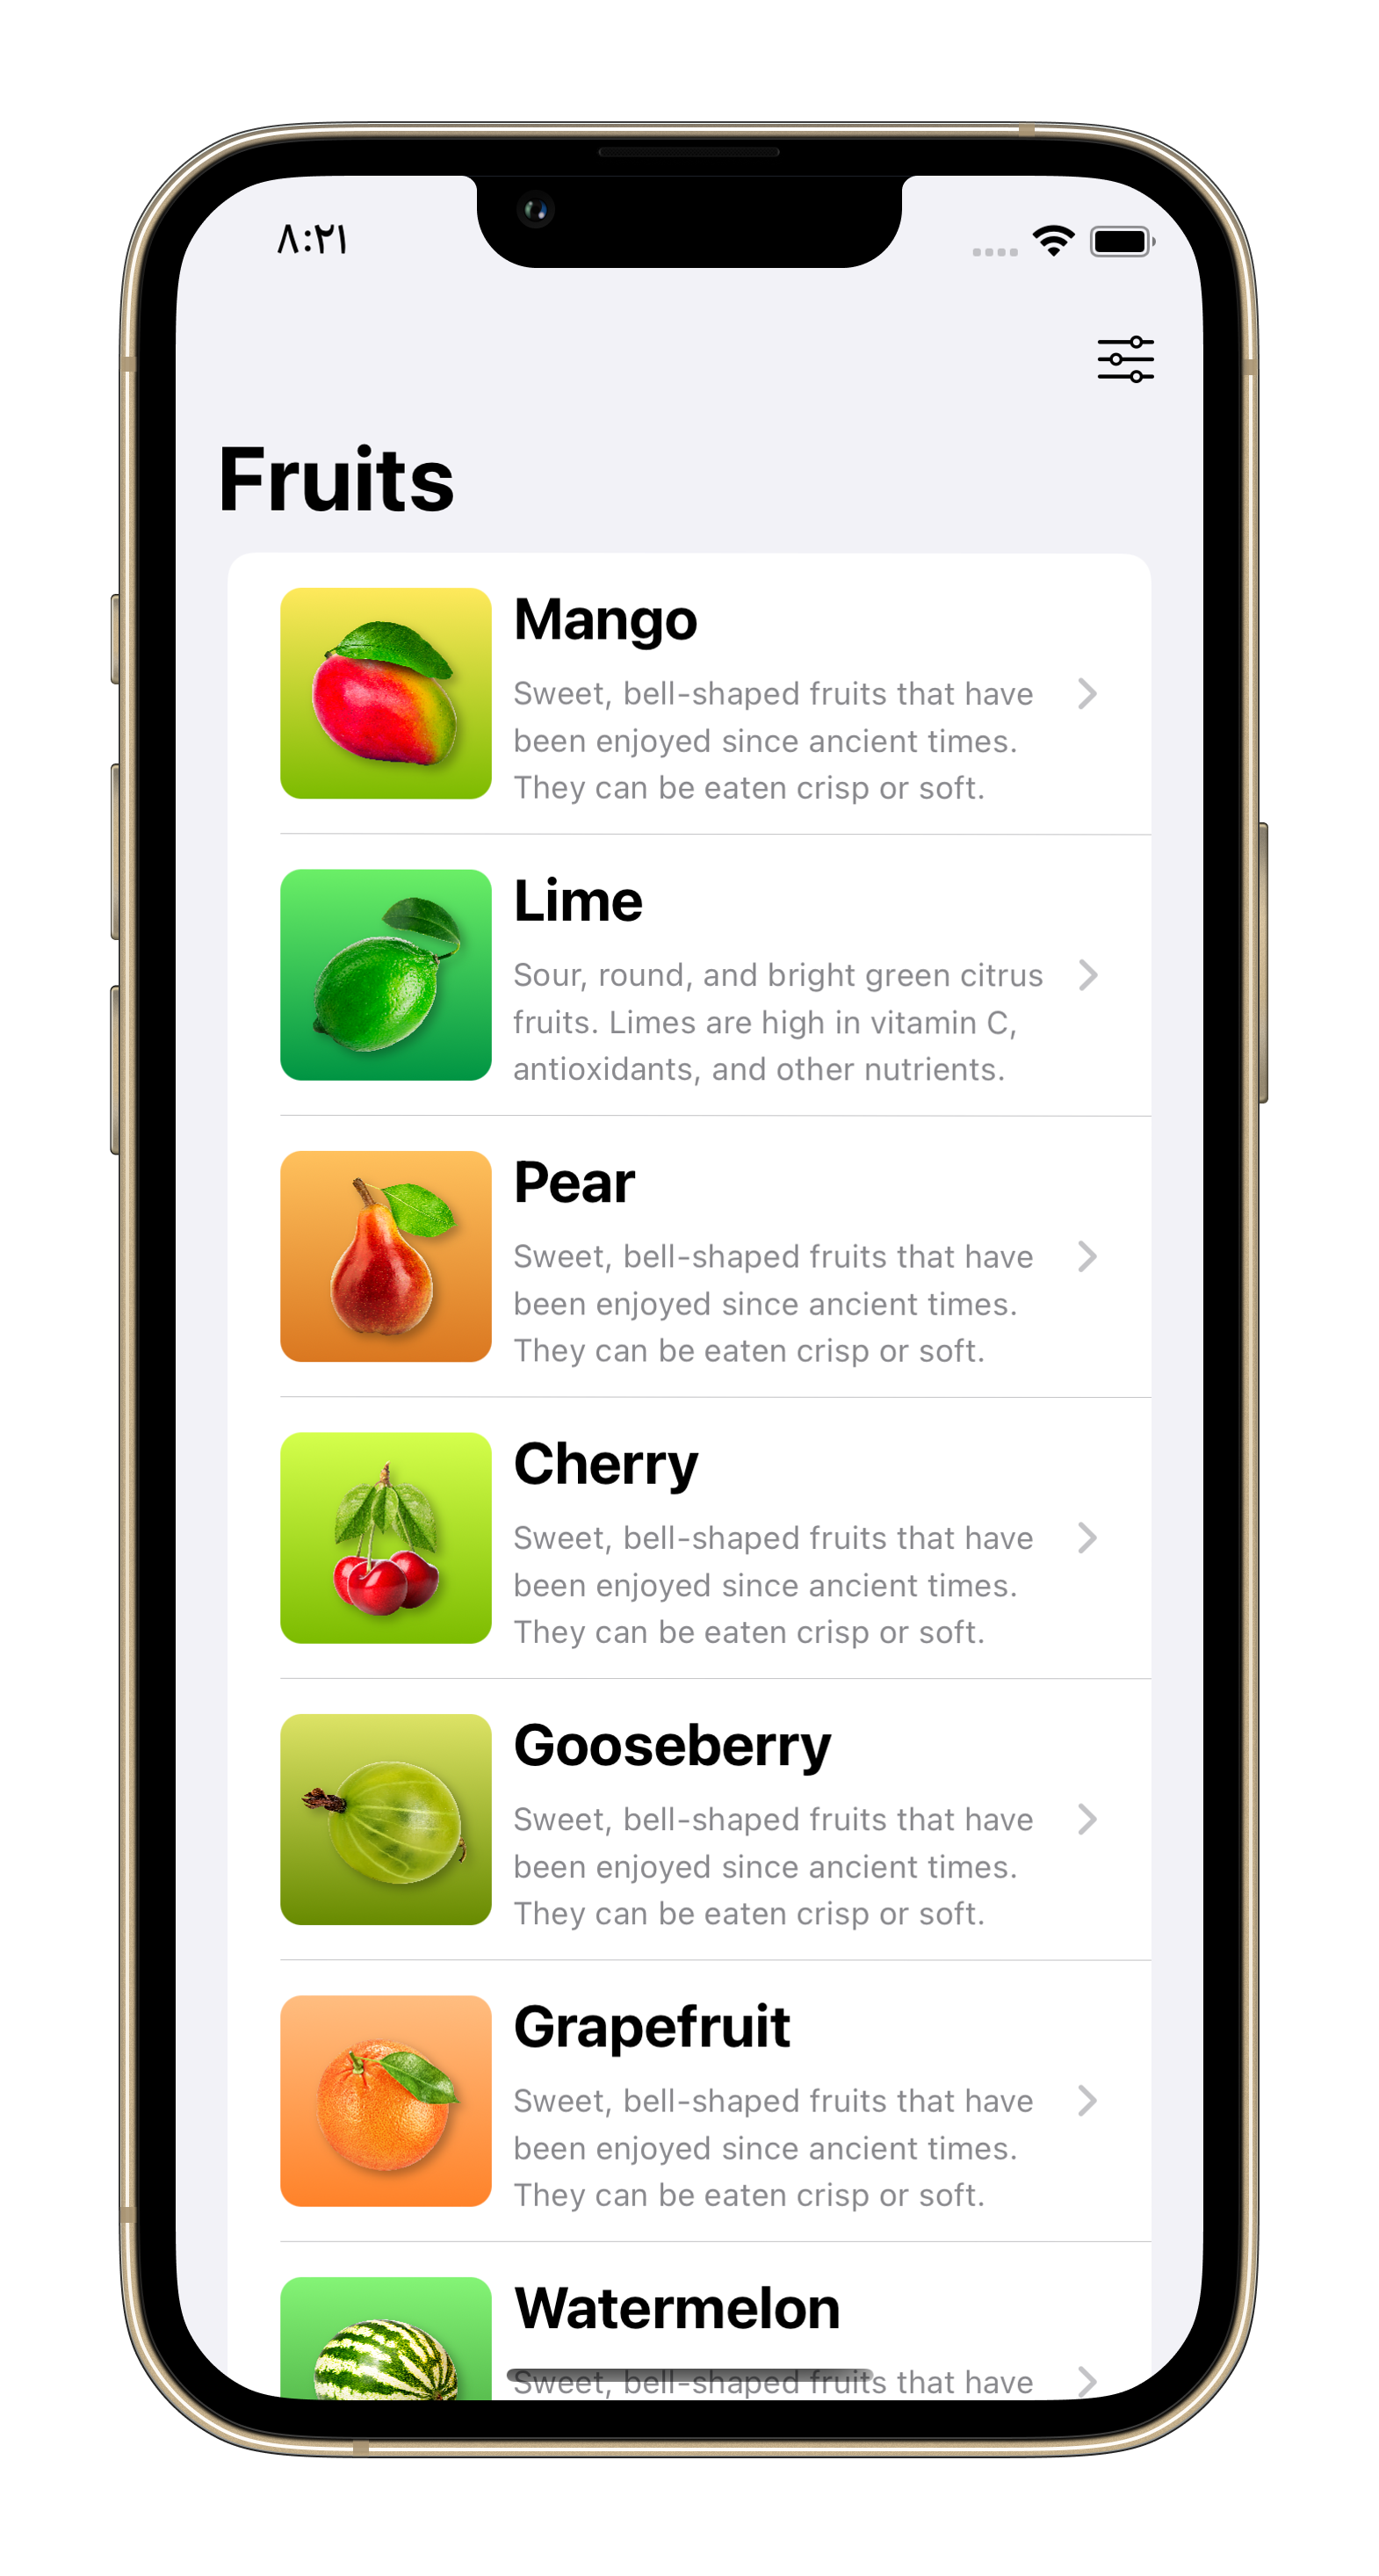 ٨:٢١
Fruits
Mango
Sweet, bell-shaped fruits that have
been enjoyed since ancient times.
They can be eaten crisp or soft.
Lime
Sour, round, and bright green citrus
fruits. Limes are high in vitamin C,
antioxidants, and other nutrients.
Pear
Sweet, bell-shaped fruits that have
been enjoyed since ancient times.
They can be eaten crisp or soft.
Cherry
Sweet, bell-shaped fruits that have
been enjoyed since ancient times.
They can be eaten crisp or soft.
Gooseberry
Sweet, bell-shaped fruits that have
been enjoyed since ancient times.
They can be eaten crisp or soft.
Grapefruit
Sweet, bell-shaped fruits that have
been enjoyed since ancient times.
They can be eaten crisp or soft.
Watermelon
Sweet, bell-shaped fruits that have